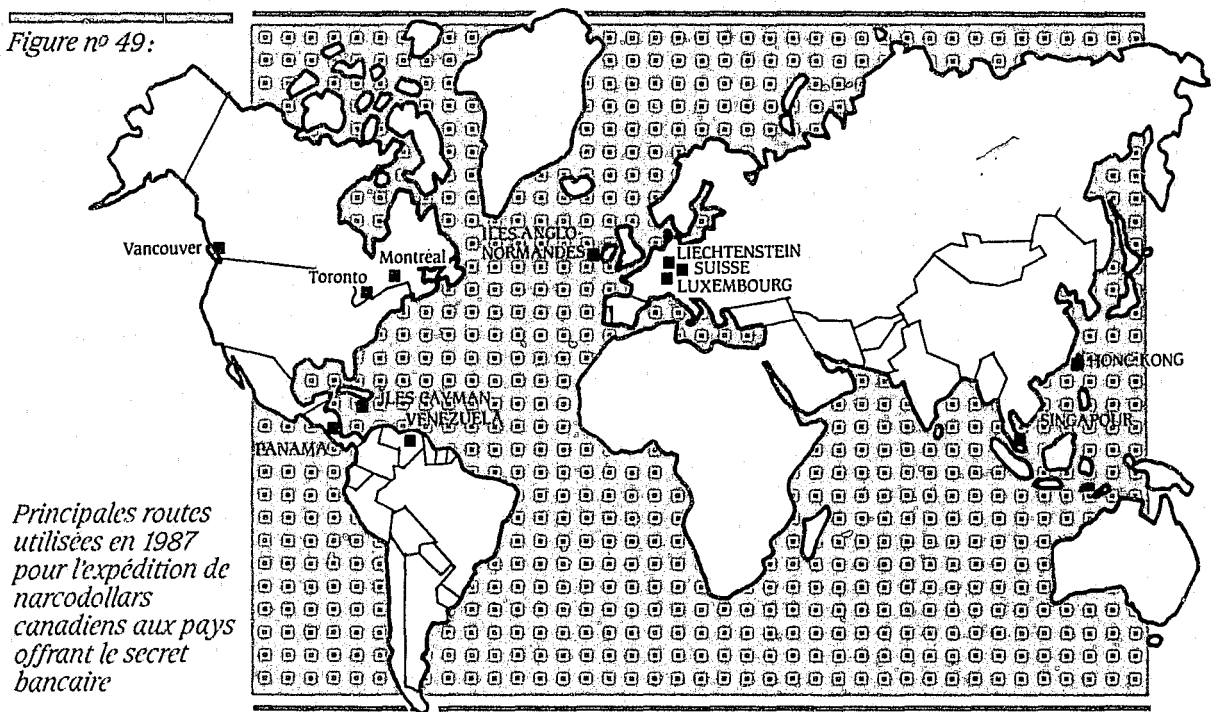 Figure nº 49:
Vancouver
Toronto
Montréal
ILES ANGLO-
NORMANDES
LIECHTENSTEIN
SUISSE
LUXEMBOURG
HONG-KONG
SINGAPOUR
ÎLES CAYMAN
VENEZUELA
PANAMA
Principales routes
utilisées en 1987
pour l'expédition de
narcodollars
canadiens aux pays
offrant le secret
bancaire